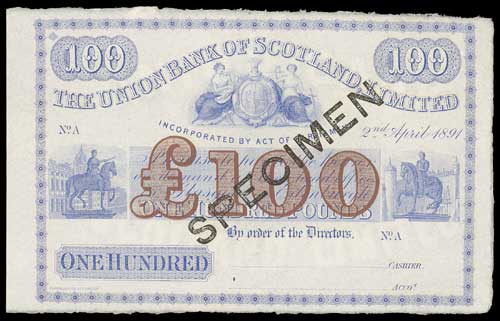 100 100
THE UNION BANK OF SCOTLAND LIMITED
INCORPORATED BY ACT OF
No. A 2nd April 1891
£100
SPECIMEN
ONE HUNDRED POUNDS
By order of the Directors. No. A
ONE HUNDRED
CASHIER.
ACCOT.